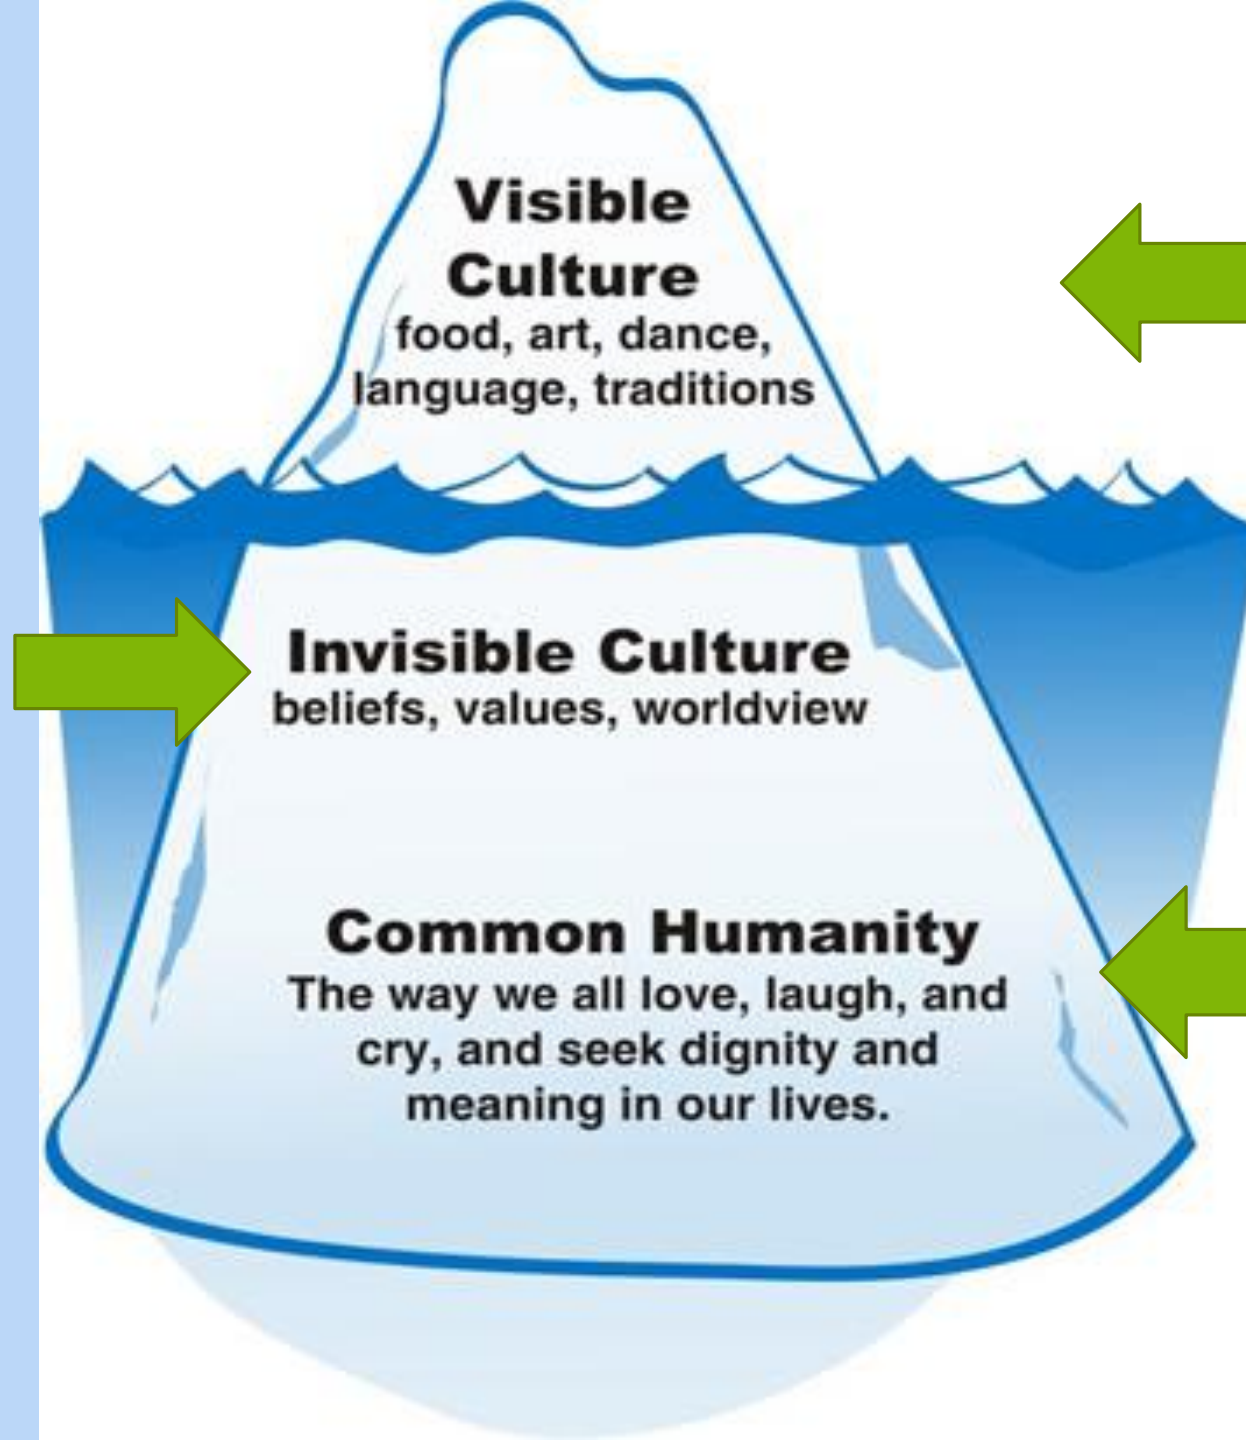 Visible
Culture
food, art, dance,
language, traditions
Invisible Culture
beliefs, values, worldview
Common Humanity
The way we all love, laugh, and
cry, and seek dignity and
meaning in our lives.